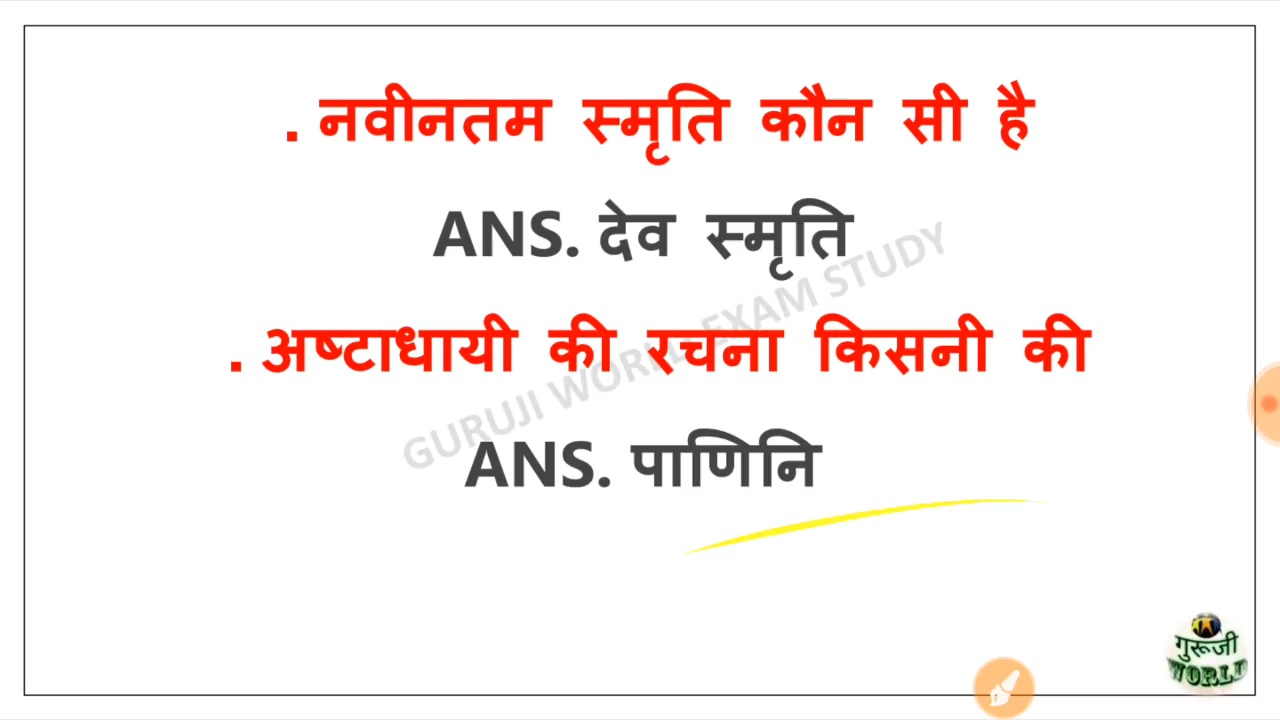 . नवीनतम स्मृति कौन सी है
ANS. देव स्मृति
. अष्टाधायी की रचना किसनी की
ANS. पाणिनि
GURUJI WORLD EXAM STUDY
गुरूजी
WORLD